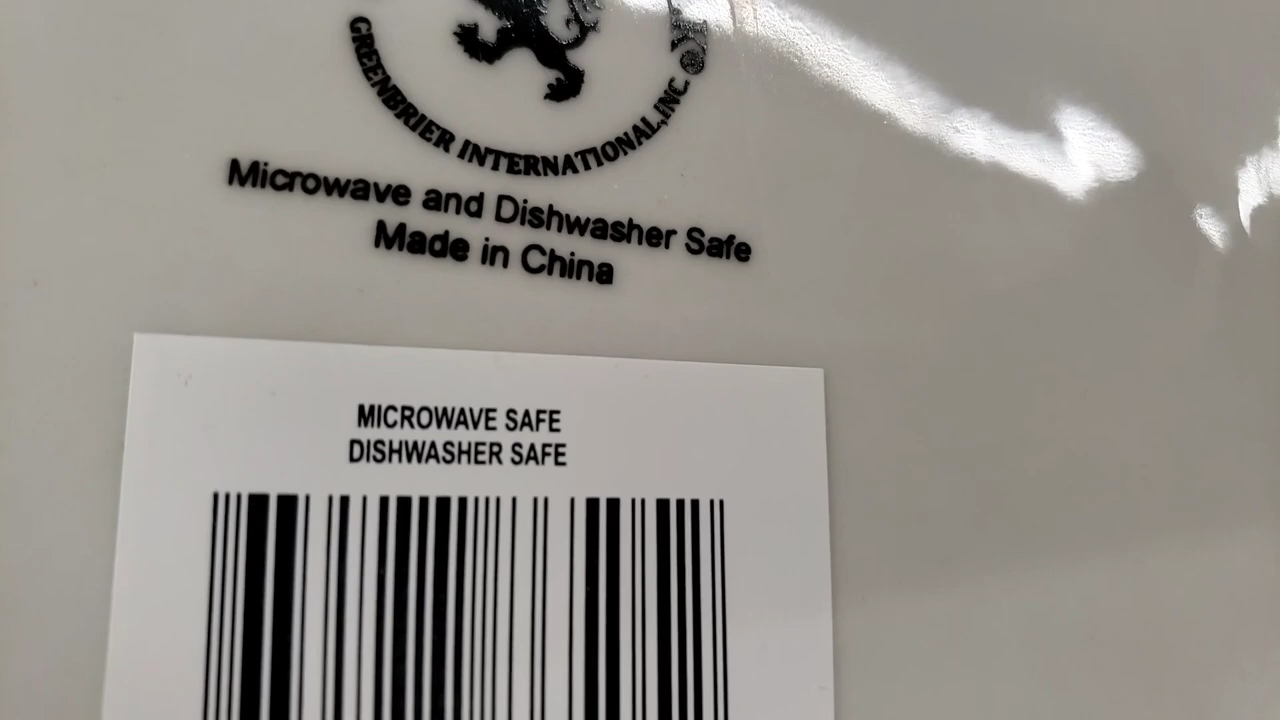 GREENBRIER INTERNATIONAL, INC.
Microwave and Dishwasher Safe
Made in China
MICROWAVE SAFE
DISHWASHER SAFE